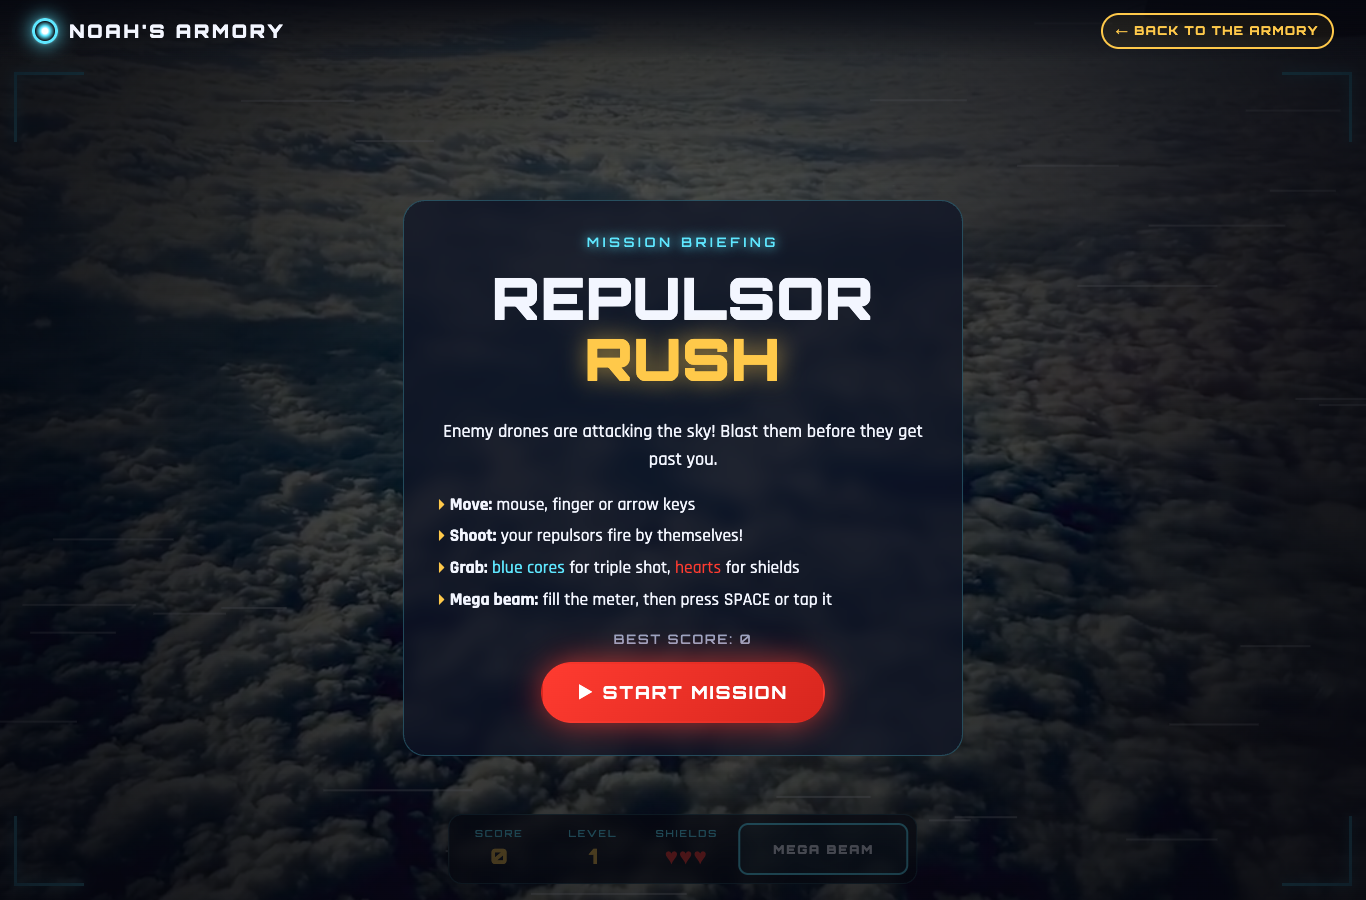 NOAH'S ARMORY
← BACK TO THE ARMORY
MISSION BRIEFING
REPULSOR
RUSH
Enemy drones are attacking the sky! Blast them before they get
past you.
Move: mouse, finger or arrow keys
Shoot: your repulsors fire by themselves!
Grab: blue cores for triple shot, hearts for shields
Mega beam: fill the meter, then press SPACE or tap it
BEST SCORE: 0
▶ START MISSION
SCORE LEVEL SHIELDS
0 1 ♥♥♥
MEGA BEAM